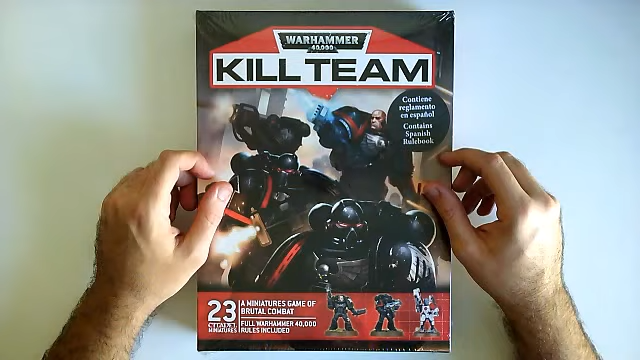 WARHAMMER
40,000
KILL TEAM
Contiene
reglamento
en español
Contains
Spanish
Rulebook
23
CITADEL
MINIATURES
A MINIATURES GAME OF
BRUTAL COMBAT
FULL WARHAMMER 40,000
RULES INCLUDED